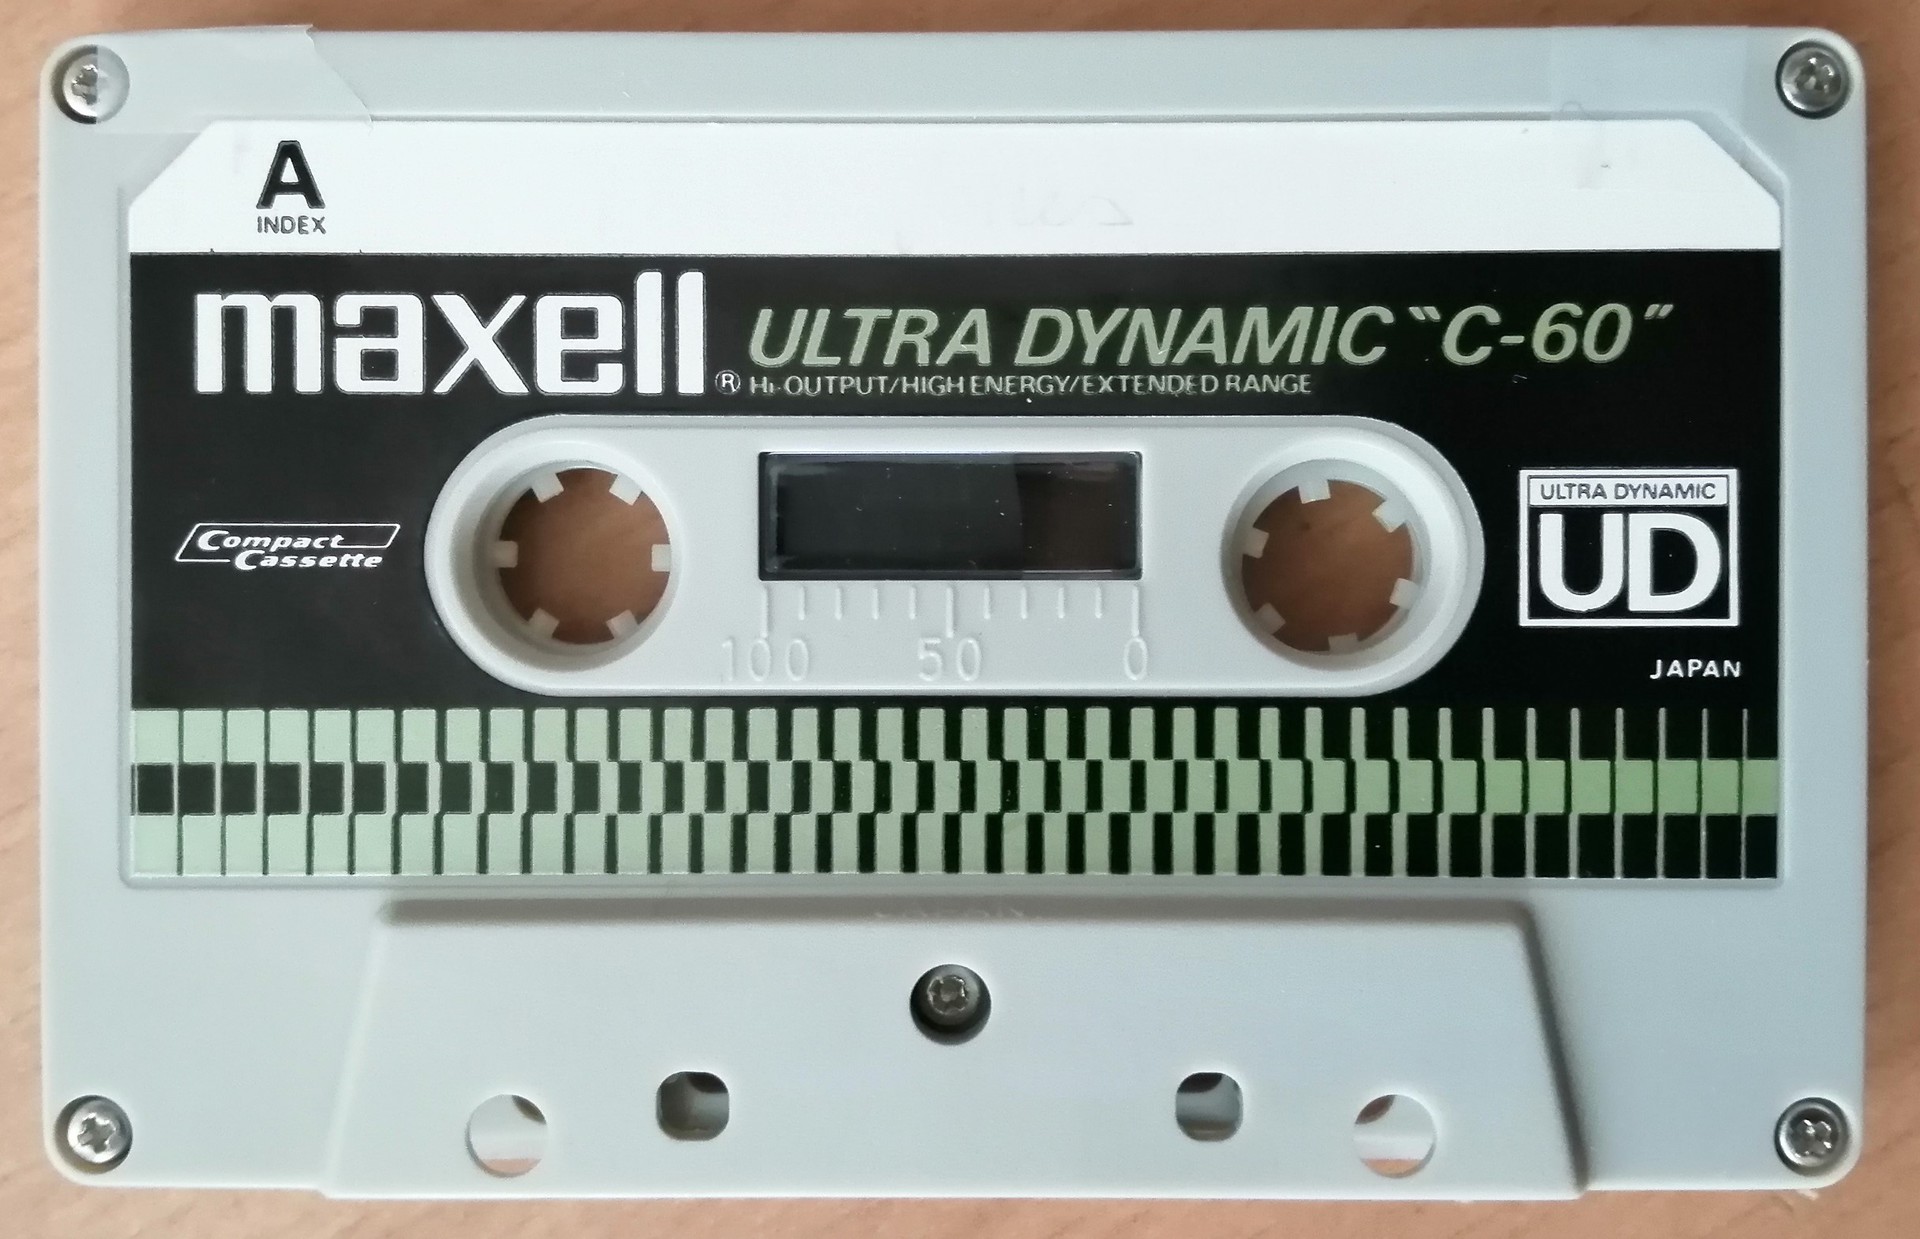 A
INDEX
maxell® ULTRA DYNAMIC "C-60"
Hi-OUTPUT/HIGH ENERGY/EXTENDED RANGE
Compact
Cassette
ULTRA DYNAMIC
UD
100 50 0
JAPAN